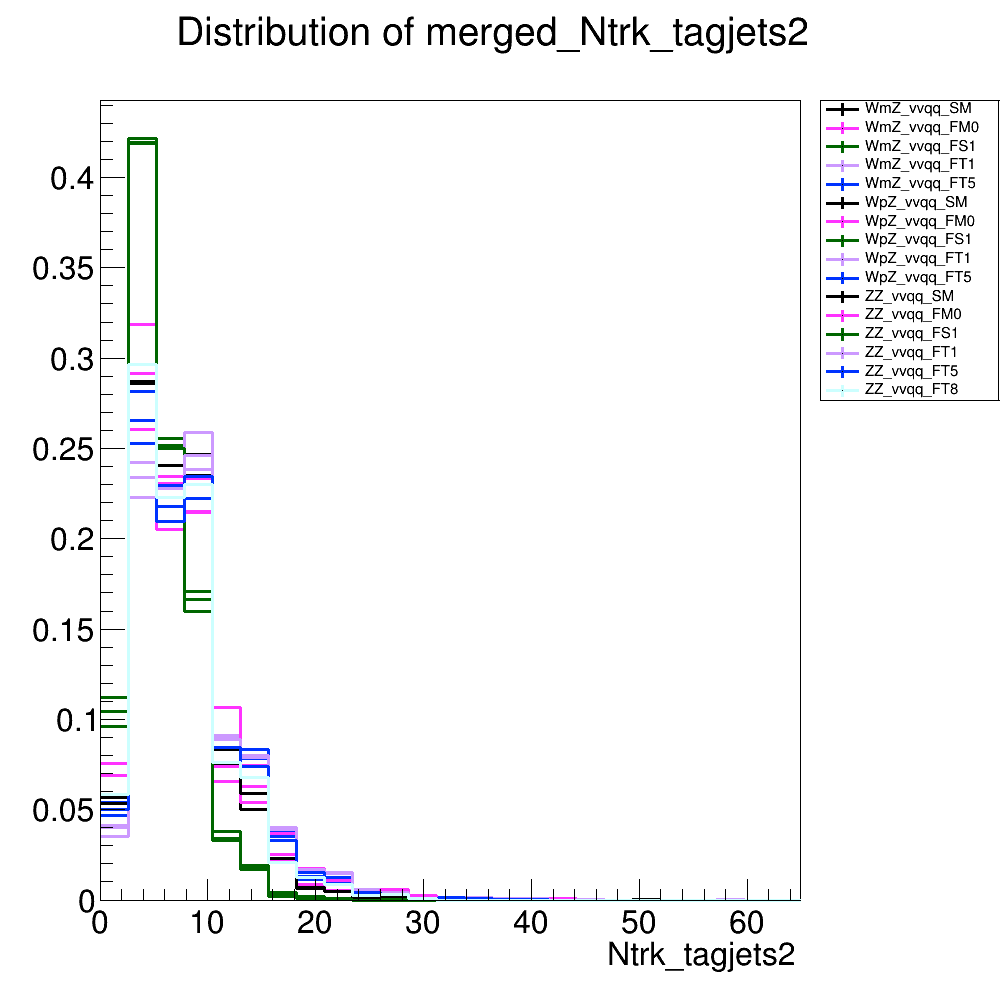 Distribution of merged_Ntrk_tagjets2
WmZ_vvqq_SM
WmZ_vvqq_FM0
WmZ_vvqq_FS1
WmZ_vvqq_FT1
WmZ_vvqq_FT5
WpZ_vvqq_SM
WpZ_vvqq_FM0
WpZ_vvqq_FS1
WpZ_vvqq_FT1
WpZ_vvqq_FT5
ZZ_vvqq_SM
ZZ_vvqq_FM0
ZZ_vvqq_FS1
ZZ_vvqq_FT1
ZZ_vvqq_FT5
ZZ_vvqq_FT8
0.4
0.35
0.3
0.25
0.2
0.15
0.1
0.05
0
0 10 20 30 40 50 60
Ntrk_tagjets2